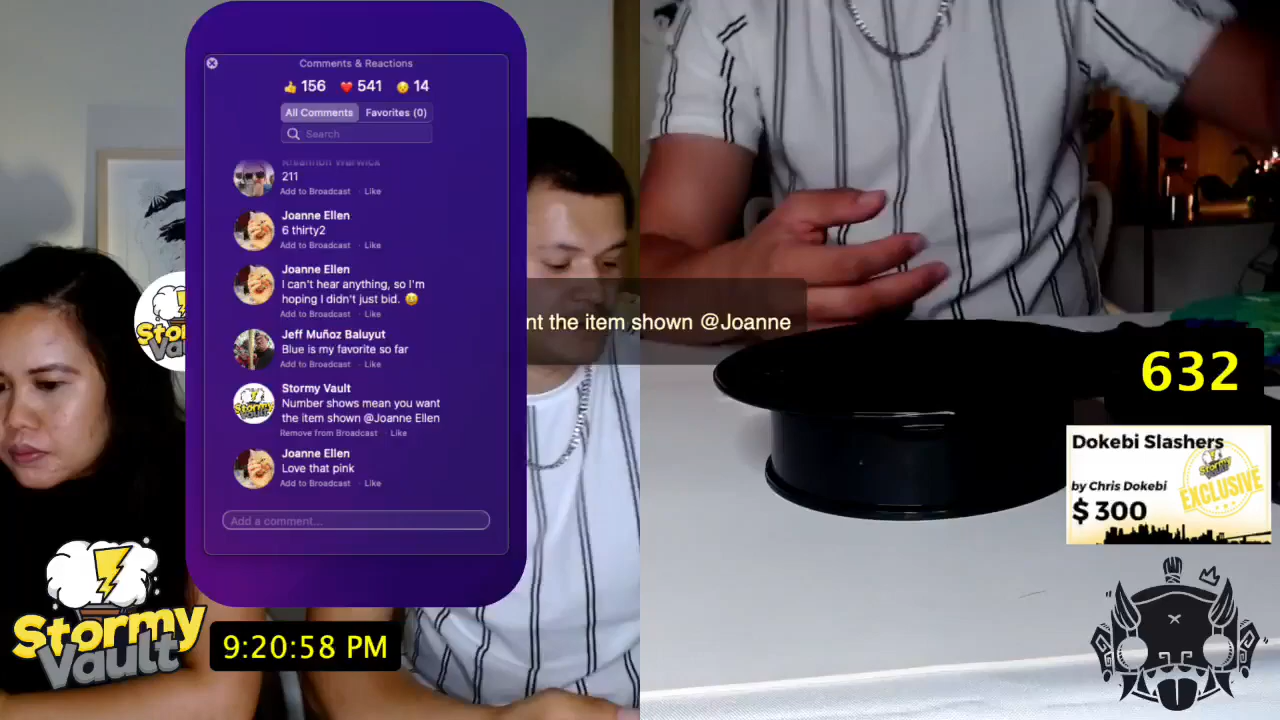 Comments & Reactions
156 541 14
All Comments Favorites (0)
Search
211
Add to Broadcast · Like
Joanne Ellen
6 thirty2
Add to Broadcast · Like
Joanne Ellen
I can't hear anything, so I'm
hoping I didn't just bid. 😅
Add to Broadcast · Like
Jeff Muñoz Baluyut
Blue is my favorite so far
Add to Broadcast · Like
Stormy Vault
Number shows mean you want
the item shown @Joanne Ellen
Remove from Broadcast · Like
Joanne Ellen
Love that pink
Add to Broadcast · Like
Add a comment...
nt the item shown @Joanne
Stormy
Vault
9:20:58 PM
632
Dokebi Slashers
by Chris Dokebi
$ 300
Stormy
Vault
EXCLUSIVE